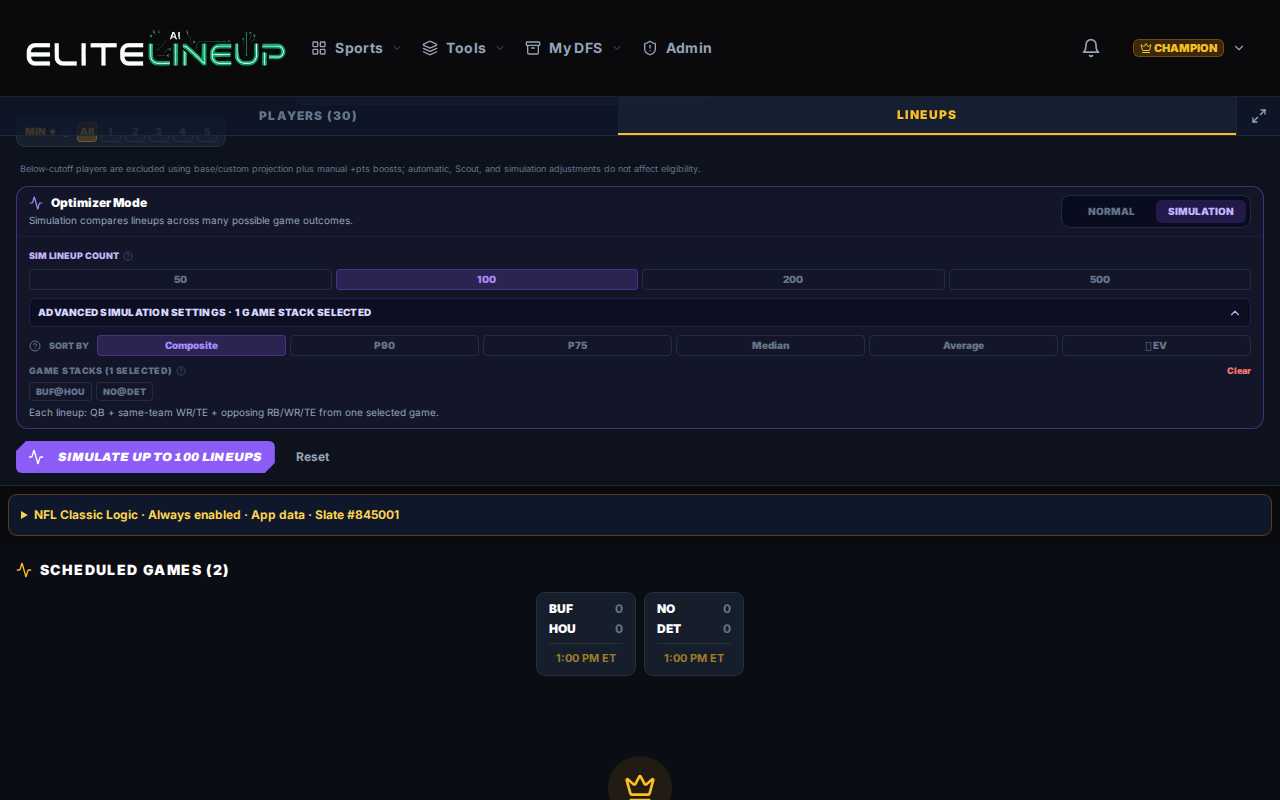 ELITE AI LINEUP
Sports
Tools
My DFS
Admin
CHAMPION
PLAYERS (30)
LINEUPS
MIN ★ All 1 2 3 4 5
Below-cutoff players are excluded using base/custom projection plus manual +pts boosts; automatic, Scout, and simulation adjustments do not affect eligibility.
Optimizer Mode
Simulation compares lineups across many possible game outcomes.
NORMAL SIMULATION
SIM LINEUP COUNT
50 100 200 500
ADVANCED SIMULATION SETTINGS · 1 GAME STACK SELECTED
SORT BY Composite P90 P75 Median Average EV
GAME STACKS (1 SELECTED)
Clear
BUF@HOU NO@DET
Each lineup: QB + same-team WR/TE + opposing RB/WR/TE from one selected game.
SIMULATE UP TO 100 LINEUPS
Reset
NFL Classic Logic · Always enabled · App data · Slate #845001
SCHEDULED GAMES (2)
BUF 0
HOU 0
1:00 PM ET
NO 0
DET 0
1:00 PM ET